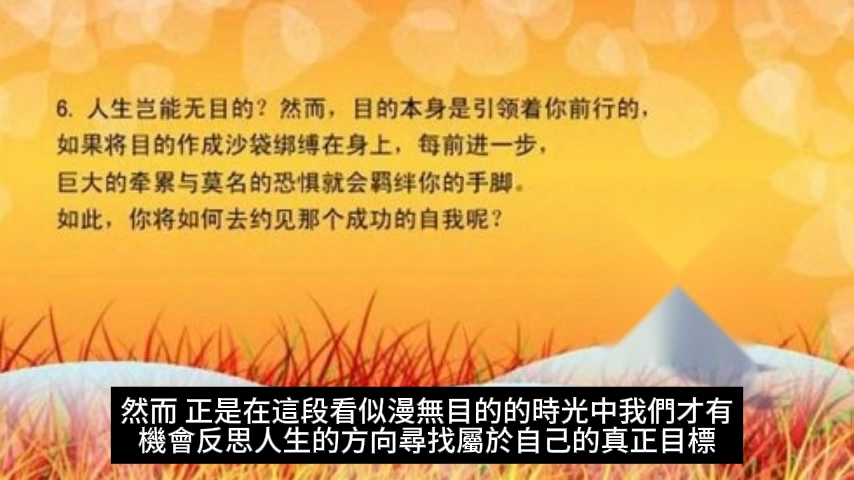 6. 人生岂能无目的？然而，目的本身是引领着你前行的，
如果将目的作成沙袋绑缚在身上，每前进一步，
巨大的牵累与莫名的恐惧就会羁绊你的手脚。
如此，你将如何去约见那个成功的自我呢？
然而 正是在這段看似漫無目的的時光中我們才有
機會反思人生的方向尋找屬於自己的真正目標